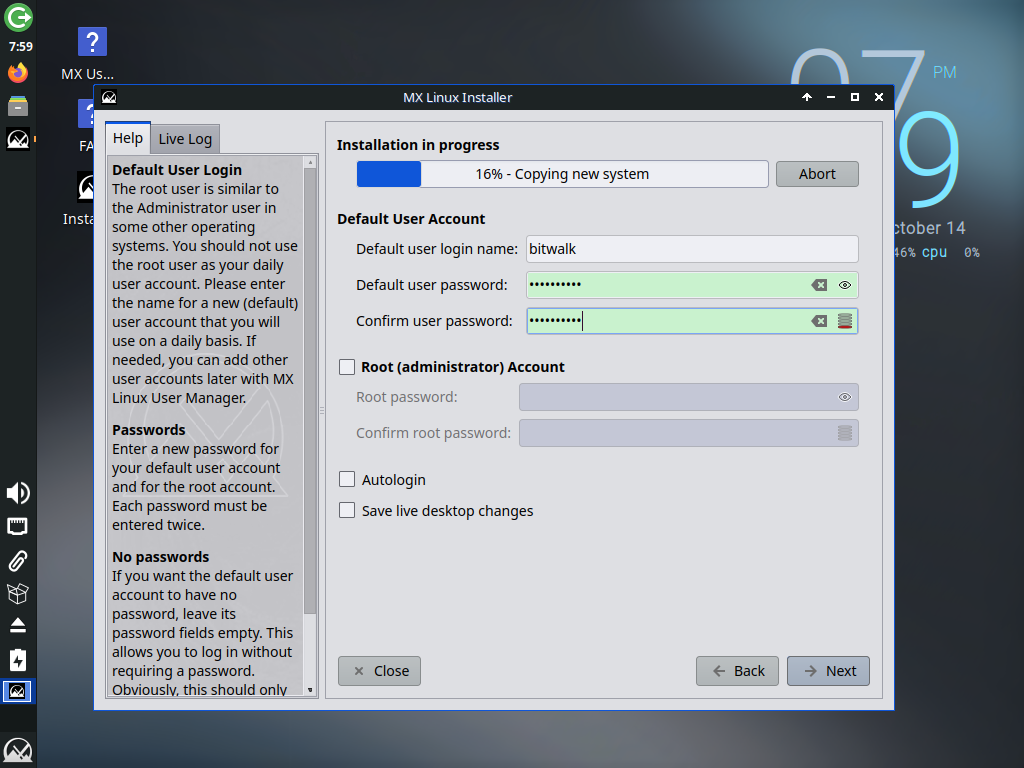 7:59
MX Us...
FA
Insta
MX Linux Installer
Help
Live Log
Default User Login
The root user is similar to
the Administrator user in
some other operating
systems. You should not use
the root user as your daily
user account. Please enter
the name for a new (default)
user account that you will
use on a daily basis. If
needed, you can add other
user accounts later with MX
Linux User Manager.
Passwords
Enter a new password for
your default user account
and for the root account.
Each password must be
entered twice.
No passwords
If you want the default user
account to have no
password, leave its
password fields empty. This
allows you to log in without
requiring a password.
Obviously, this should only
Installation in progress
16% - Copying new system
Abort
Default User Account
Default user login name: bitwalk
Default user password: ••••••••••
Confirm user password: ••••••••••
Root (administrator) Account
Root password:
Confirm root password:
Autologin
Save live desktop changes
Close
Back
Next
07
PM
9
ctober 14
46% cpu 0%